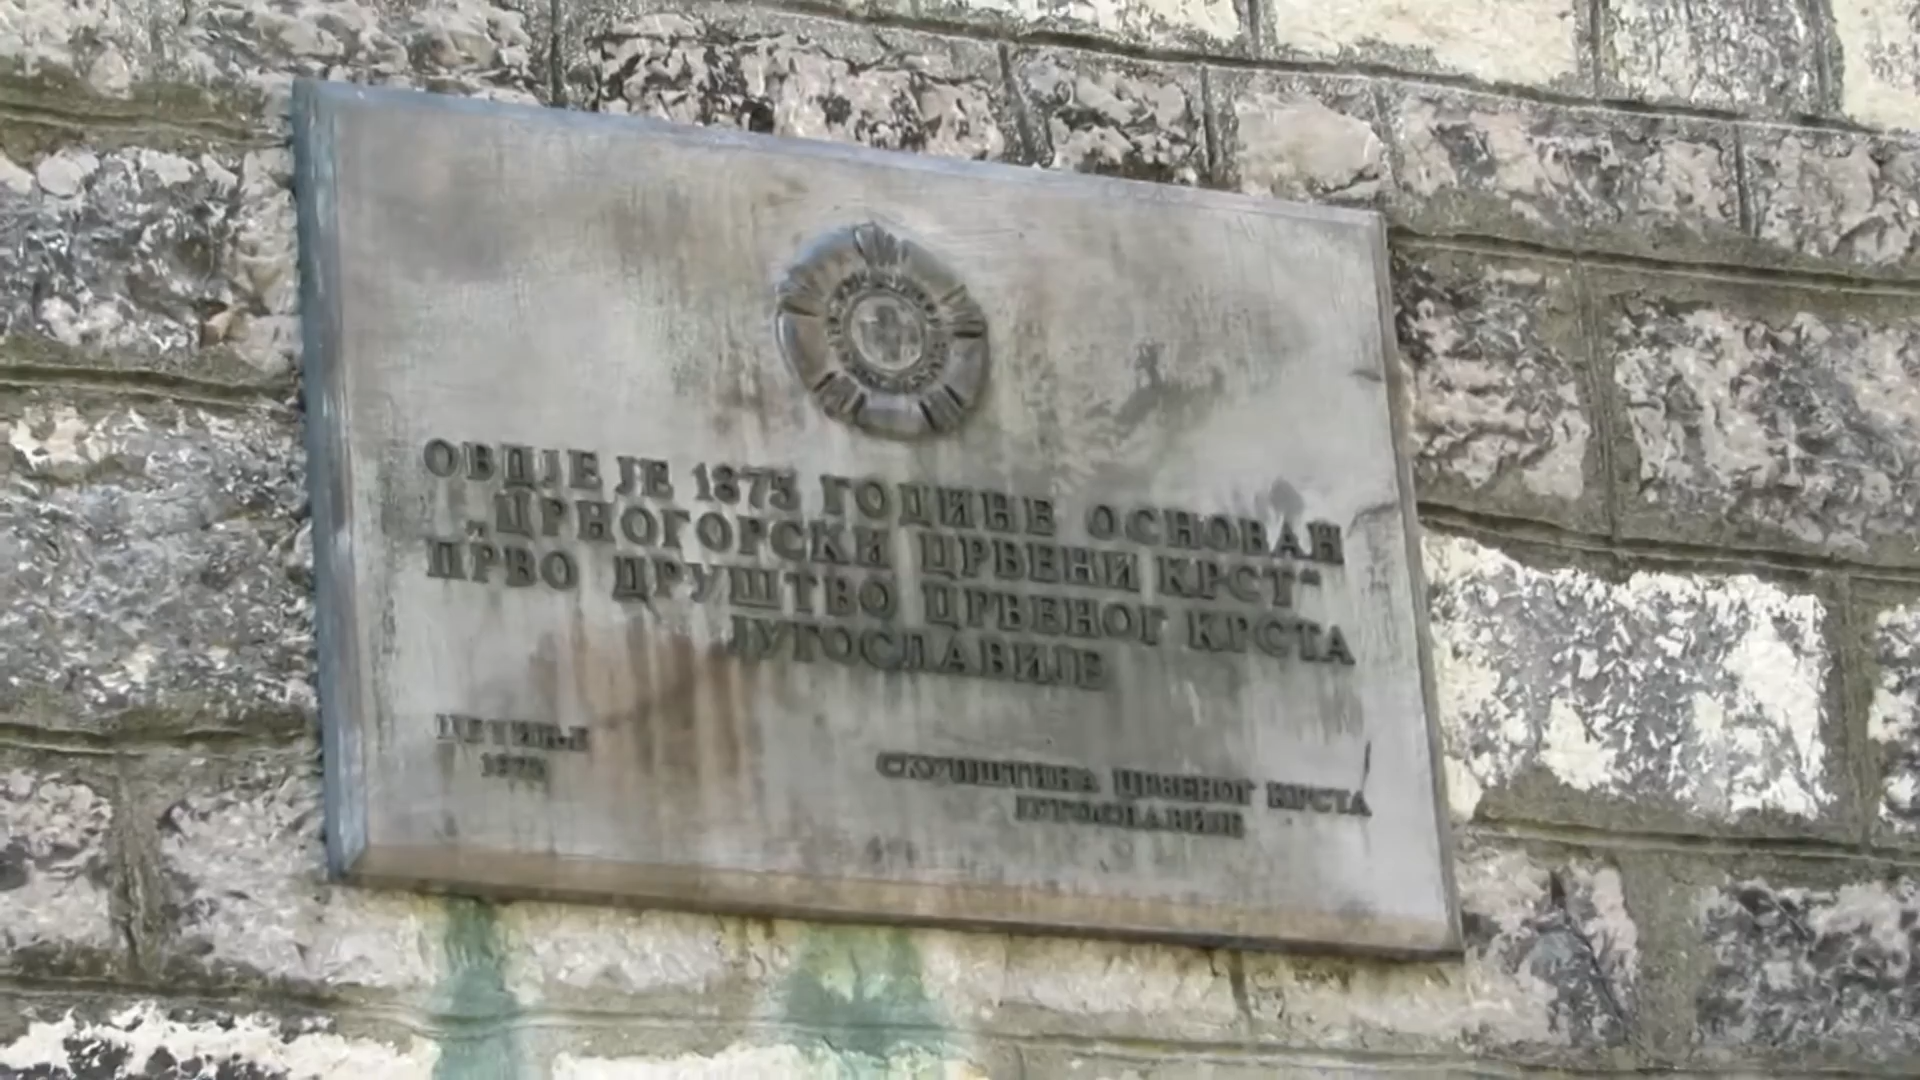 ОВДЈЕ ЈЕ 1875 ГОДИНЕ ОСНОВАН
„ЦРНОГОРСКИ ЦРВЕНИ КРСТ“
ПРВО ДРУШТВО ЦРВЕНОГ КРСТА
ЈУГОСЛАВИЈЕ
ЦЕТИЊЕ
СКУПШТИНА ЦРВЕНОГ КРСТА
ЈУГОСЛАВИЈЕ